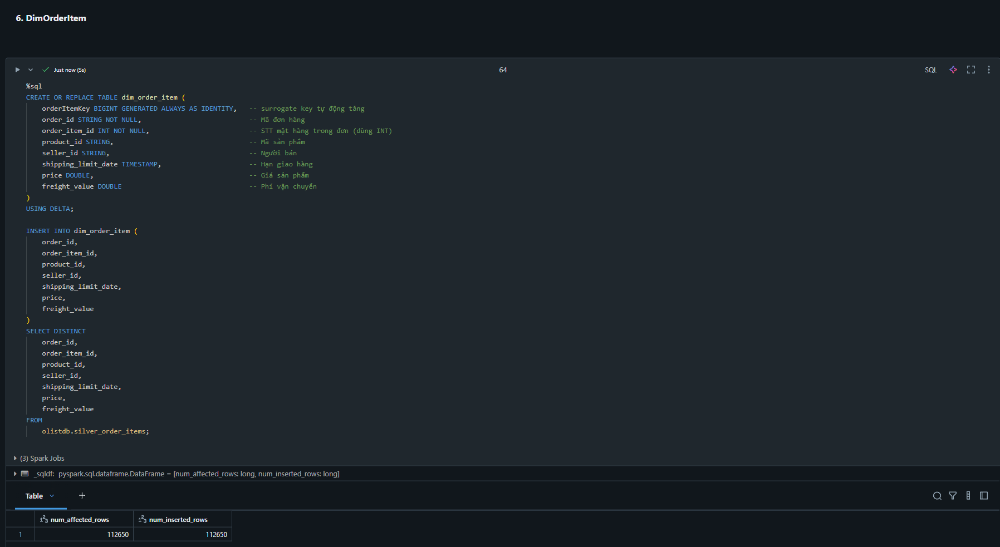 6. DimOrderItem
Just now (5s)
64
SQL
%sql
CREATE OR REPLACE TABLE dim_order_item (
orderItemKey BIGINT GENERATED ALWAYS AS IDENTITY, -- surrogate key tự động tăng
order_id STRING NOT NULL, -- Mã đơn hàng
order_item_id INT NOT NULL, -- STT mặt hàng trong đơn (dùng INT)
product_id STRING, -- Mã sản phẩm
seller_id STRING, -- Người bán
shipping_limit_date TIMESTAMP, -- Hạn giao hàng
price DOUBLE, -- Giá sản phẩm
freight_value DOUBLE -- Phí vận chuyển
)
USING DELTA;
INSERT INTO dim_order_item (
order_id,
order_item_id,
product_id,
seller_id,
shipping_limit_date,
price,
freight_value
)
SELECT DISTINCT
order_id,
order_item_id,
product_id,
seller_id,
shipping_limit_date,
price,
freight_value
FROM
olistdb.silver_order_items;
(3) Spark Jobs
_sqldf: pyspark.sql.dataframe.DataFrame = [num_affected_rows: long, num_inserted_rows: long]
Table +
123 num_affected_rows 123 num_inserted_rows
1 112650 112650